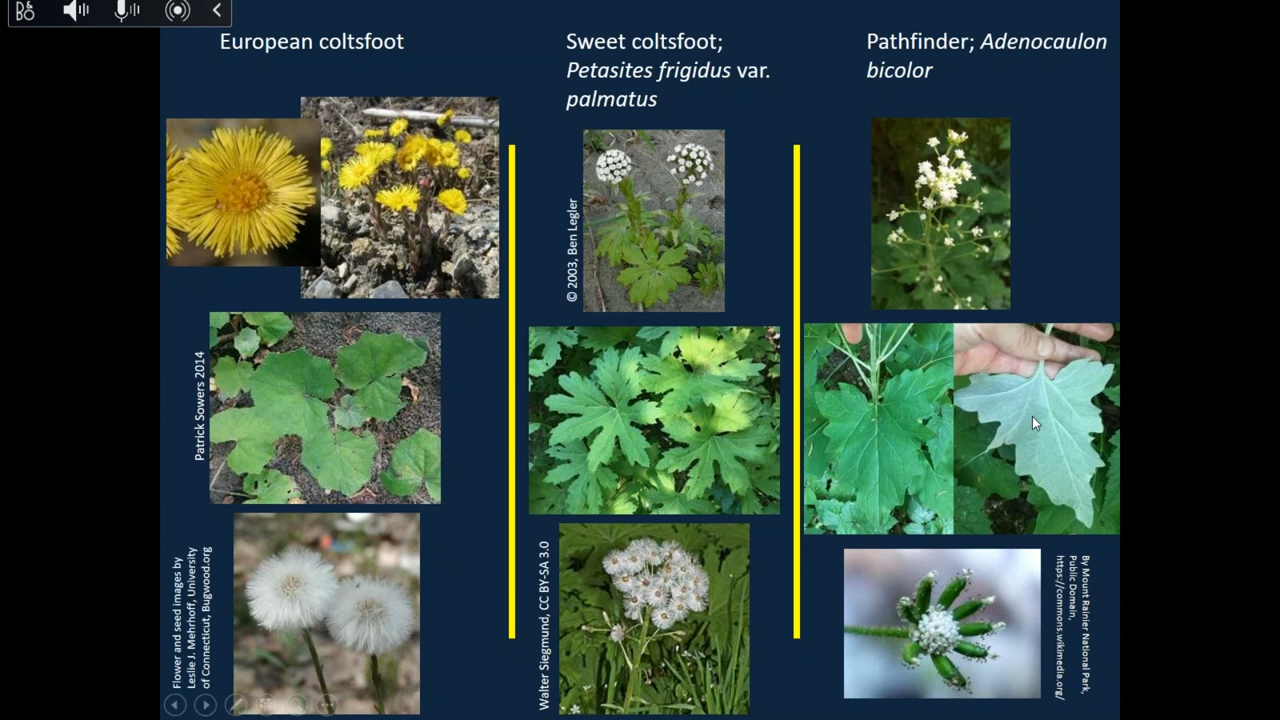 European coltsfoot
Sweet coltsfoot;
Petasites frigidus var.
palmatus
Pathfinder; Adenocaulon
bicolor
© 2003, Ben Legler
Patrick Sowers 2014
Flower and seed images by
Leslie J. Mehrhoff, University
of Connecticut, Bugwood.org
Walter Siegmund, CC BY-SA 3.0
By Mount Rainier National Park,
Public Domain,
https://commons.wikimedia.org/